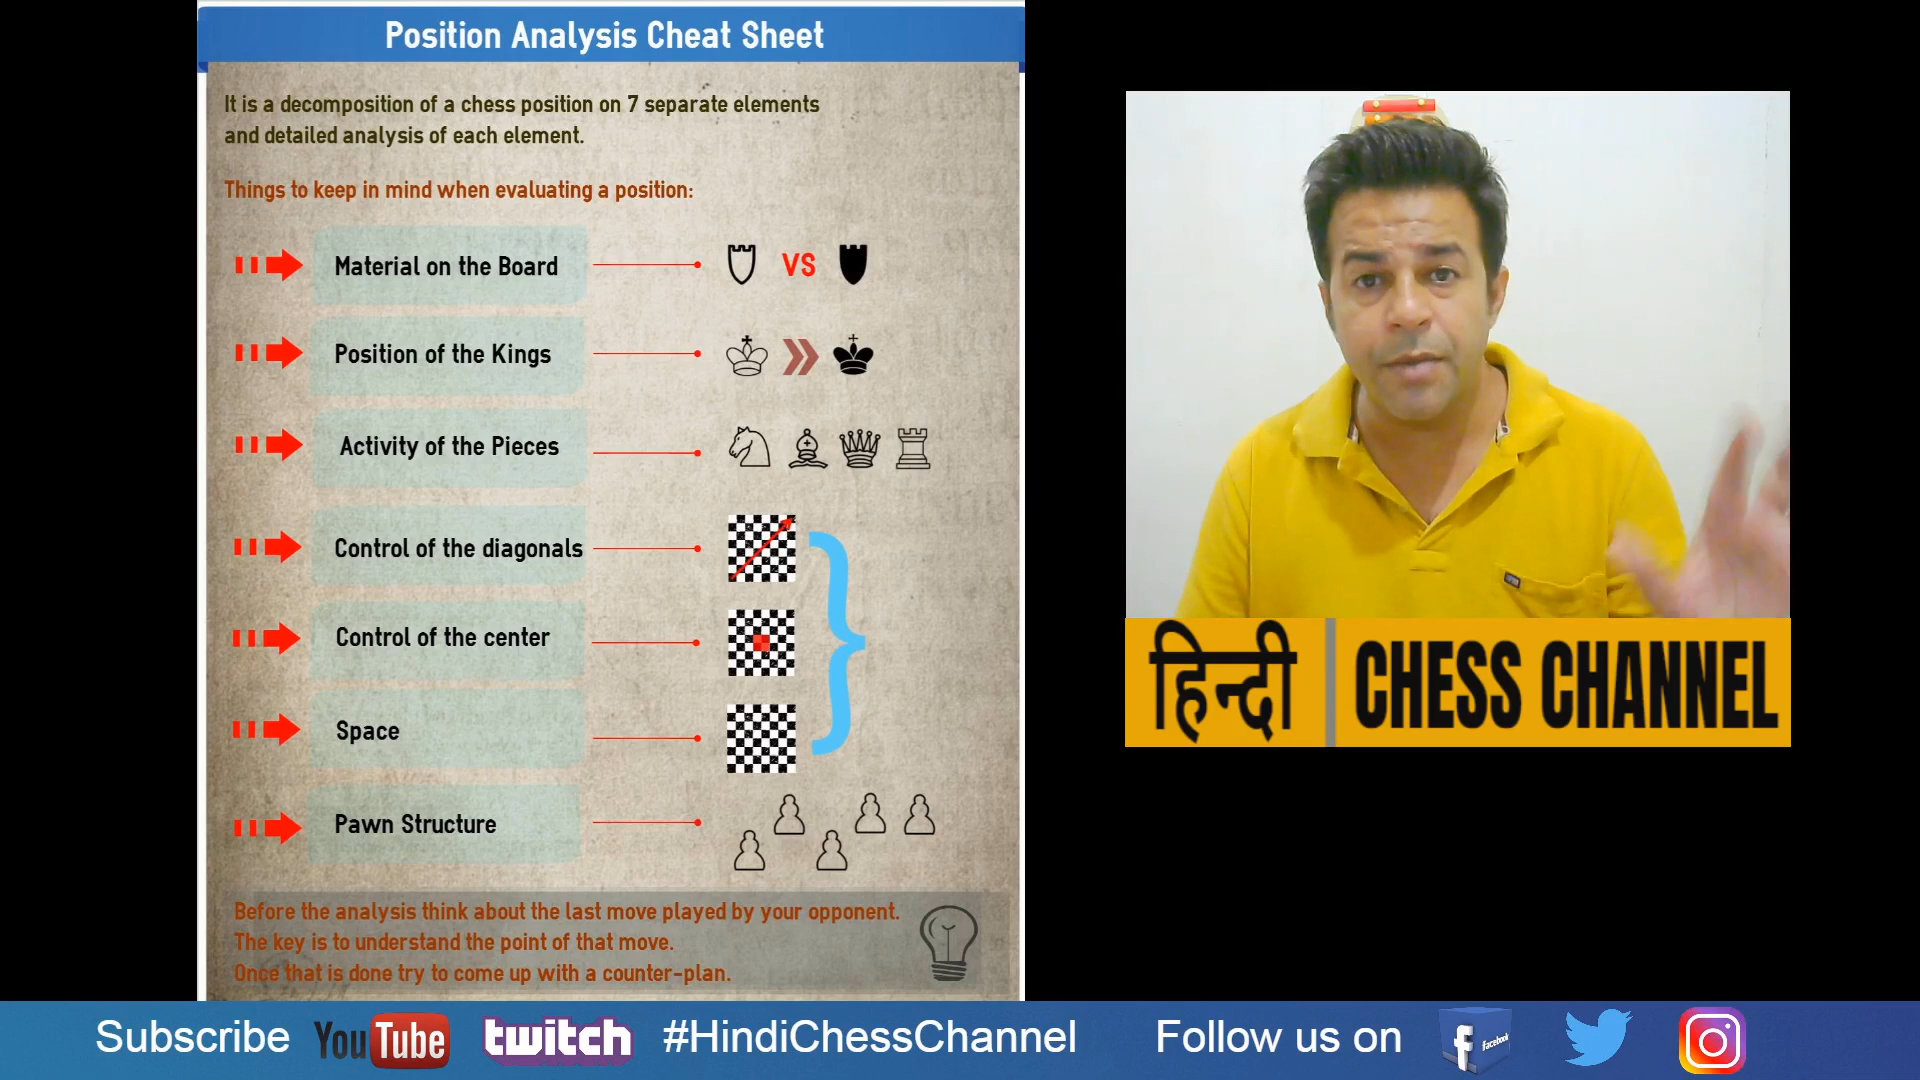 Position Analysis Cheat Sheet
It is a decomposition of a chess position on 7 separate elements
and detailed analysis of each element.
Things to keep in mind when evaluating a position:
Material on the Board
VS
Position of the Kings
Activity of the Pieces
Control of the diagonals
Control of the center
Space
Pawn Structure
Before the analysis think about the last move played by your opponent.
The key is to understand the point of that move.
Once that is done try to come up with a counter-plan.
हिन्दी CHESS CHANNEL
Subscribe YouTube twitch #HindiChessChannel Follow us on facebook